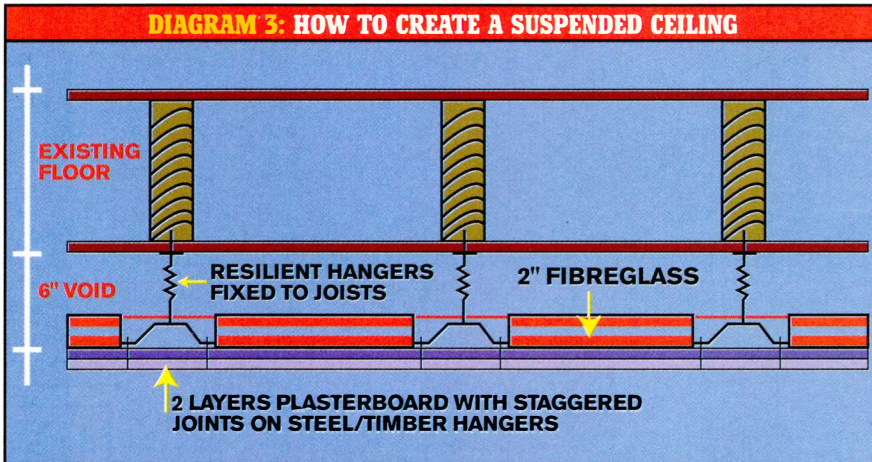 DIAGRAM 3: HOW TO CREATE A SUSPENDED CEILING
EXISTING
FLOOR
6" VOID
RESILIENT HANGERS
FIXED TO JOISTS
2" FIBREGLASS
2 LAYERS PLASTERBOARD WITH STAGGERED
JOINTS ON STEEL/TIMBER HANGERS